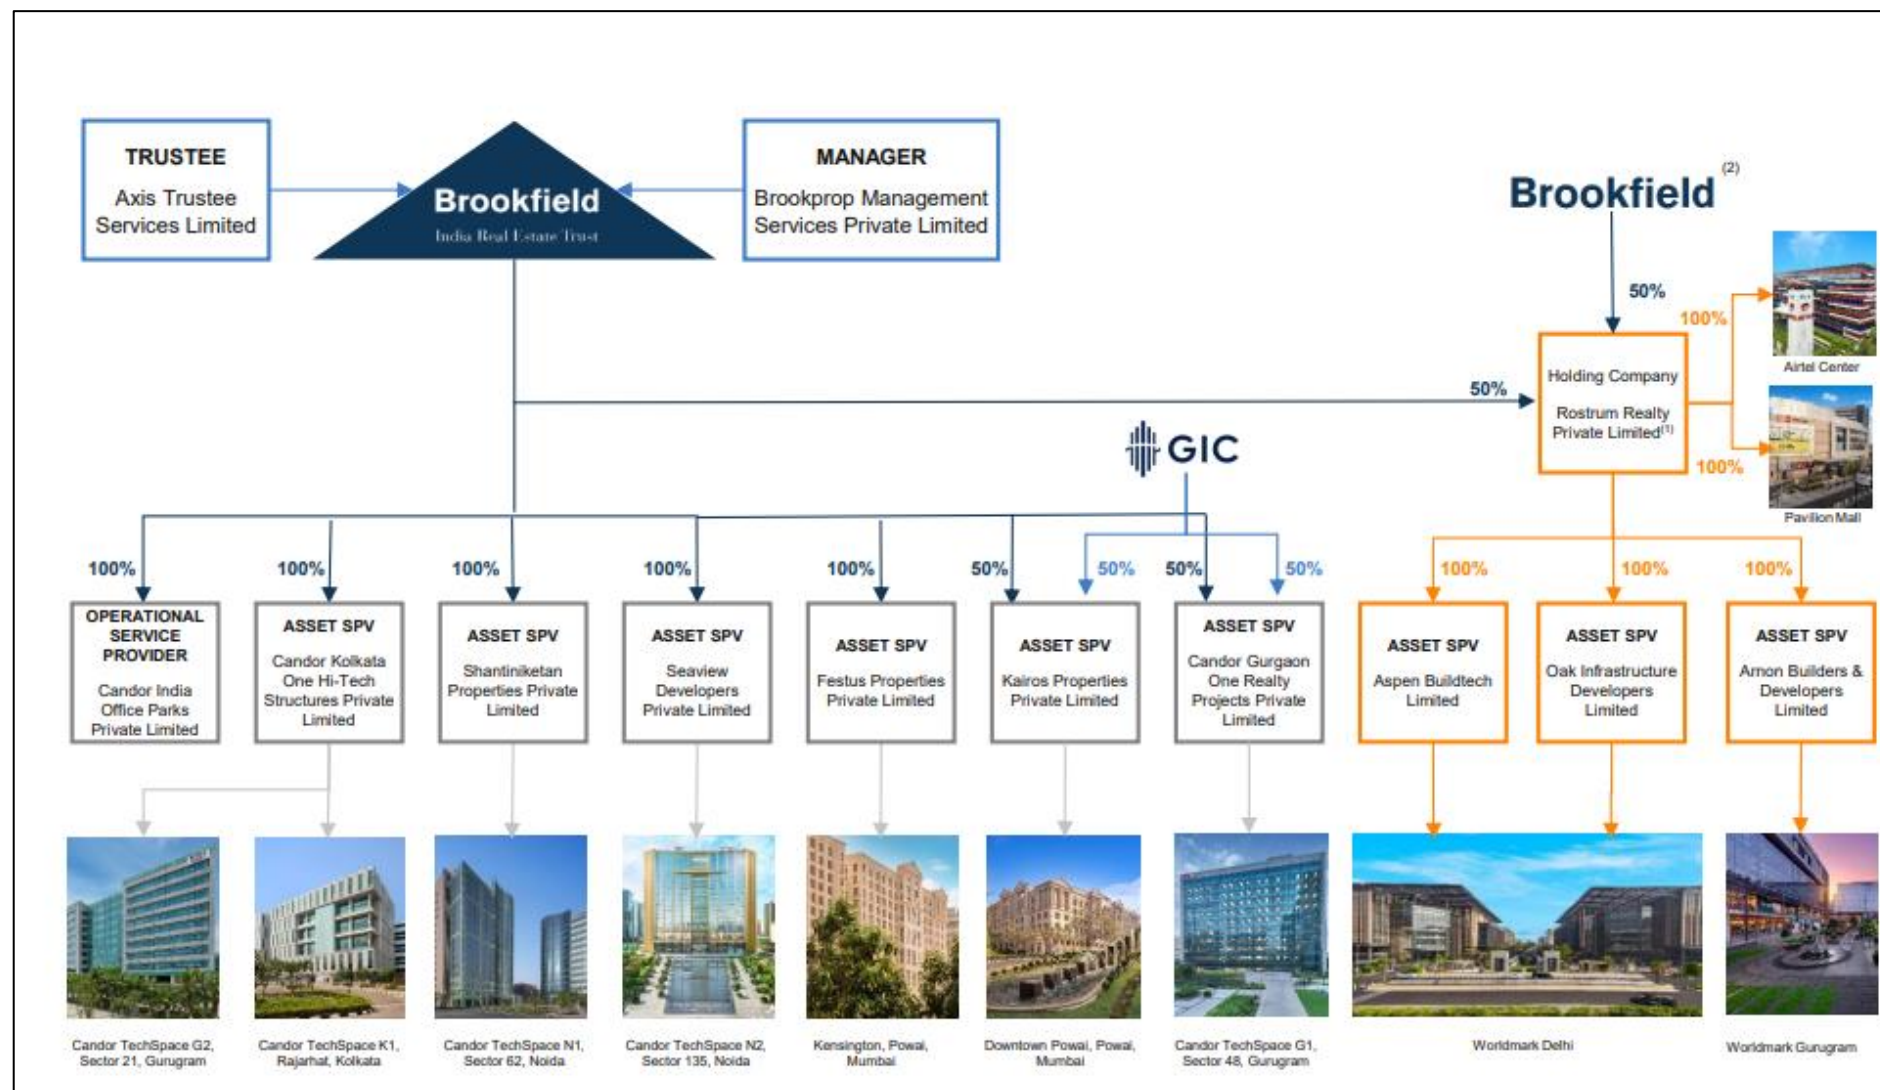 TRUSTEE
Axis Trustee
Services Limited
Brookfield
India Real Estate Trust
MANAGER
Brookprop Management
Services Private Limited
Brookfield (2)
50%
100%
Airtel Center
Holding Company
Rostrum Realty
Private Limited(1)
50%
100%
Pavilion Mall
GIC
100%
100%
100%
100%
100%
50%
50%
50%
50%
100%
100%
100%
OPERATIONAL
SERVICE
PROVIDER
Candor India
Office Parks
Private Limited
ASSET SPV
Candor Kolkata
One Hi-Tech
Structures Private
Limited
ASSET SPV
Shantiniketan
Properties Private
Limited
ASSET SPV
Seaview
Developers
Private Limited
ASSET SPV
Festus Properties
Private Limited
ASSET SPV
Kairos Properties
Private Limited
ASSET SPV
Candor Gurgaon
One Realty
Projects Private
Limited
ASSET SPV
Aspen Buildtech
Limited
ASSET SPV
Oak Infrastructure
Developers
Limited
ASSET SPV
Arnon Builders &
Developers
Limited
Candor TechSpace G2,
Sector 21, Gurugram
Candor TechSpace K1,
Rajarhat, Kolkata
Candor TechSpace N1,
Sector 62, Noida
Candor TechSpace N2,
Sector 135, Noida
Kensington, Powai,
Mumbai
Downtown Powai, Powai,
Mumbai
Candor TechSpace G1,
Sector 48, Gurugram
Worldmark Delhi
Worldmark Gurugram